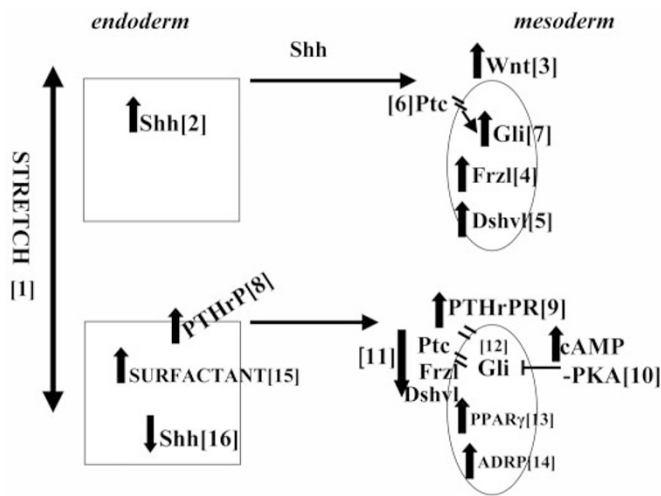 endoderm
mesoderm
Shh
Wnt[3]
[6]Ptc
Shh[2]
Gli[7]
Frzl[4]
Dshvl[5]
STRETCH
[1]
PTHrP[8]
PTHrPR[9]
[11]
Ptc
[12]
cAMP
Frzl
Gli
-PKA[10]
Dshvl
SURFACTANT[15]
PPARγ[13]
Shh[16]
ADRP[14]